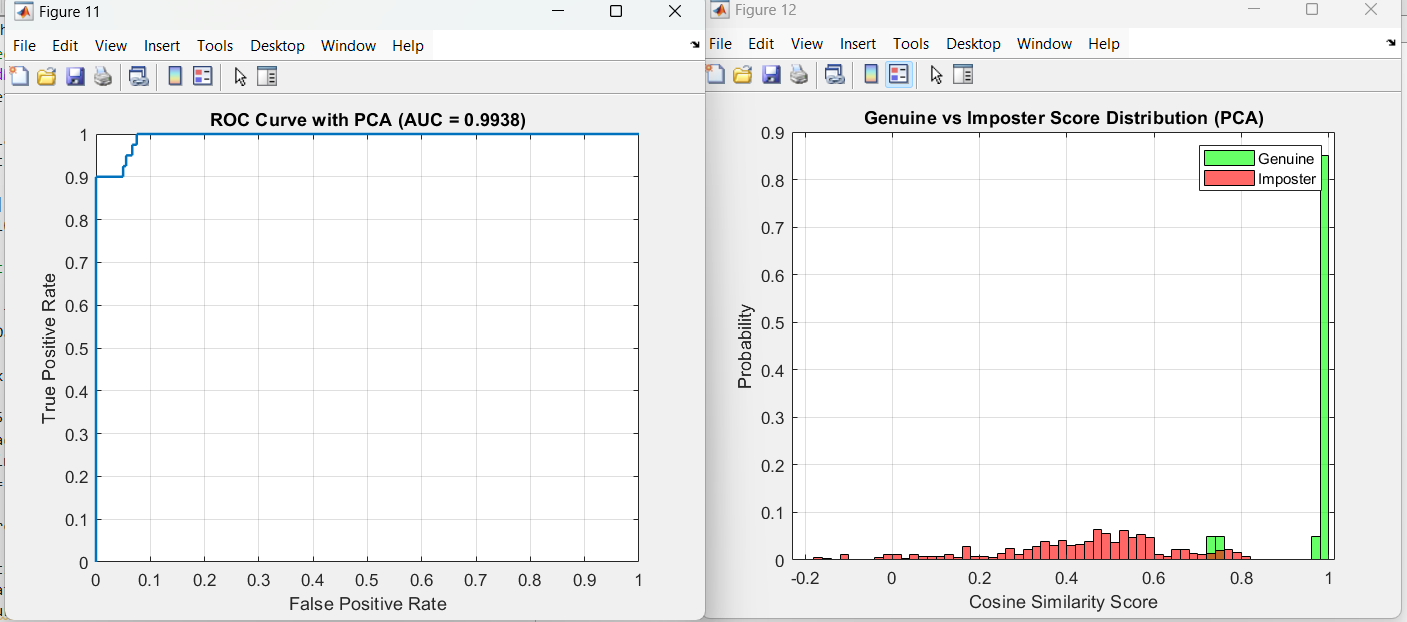 Figure 11
File Edit View Insert Tools Desktop Window Help
ROC Curve with PCA (AUC = 0.9938)
1
0.9
0.8
0.7
0.6
0.5
0.4
0.3
0.2
0.1
0
True Positive Rate
0 0.1 0.2 0.3 0.4 0.5 0.6 0.7 0.8 0.9 1
False Positive Rate
Figure 12
File Edit View Insert Tools Desktop Window Help
Genuine vs Imposter Score Distribution (PCA)
Genuine
Imposter
0.9
0.8
0.7
0.6
0.5
0.4
0.3
0.2
0.1
0
Probability
-0.2 0 0.2 0.4 0.6 0.8 1
Cosine Similarity Score